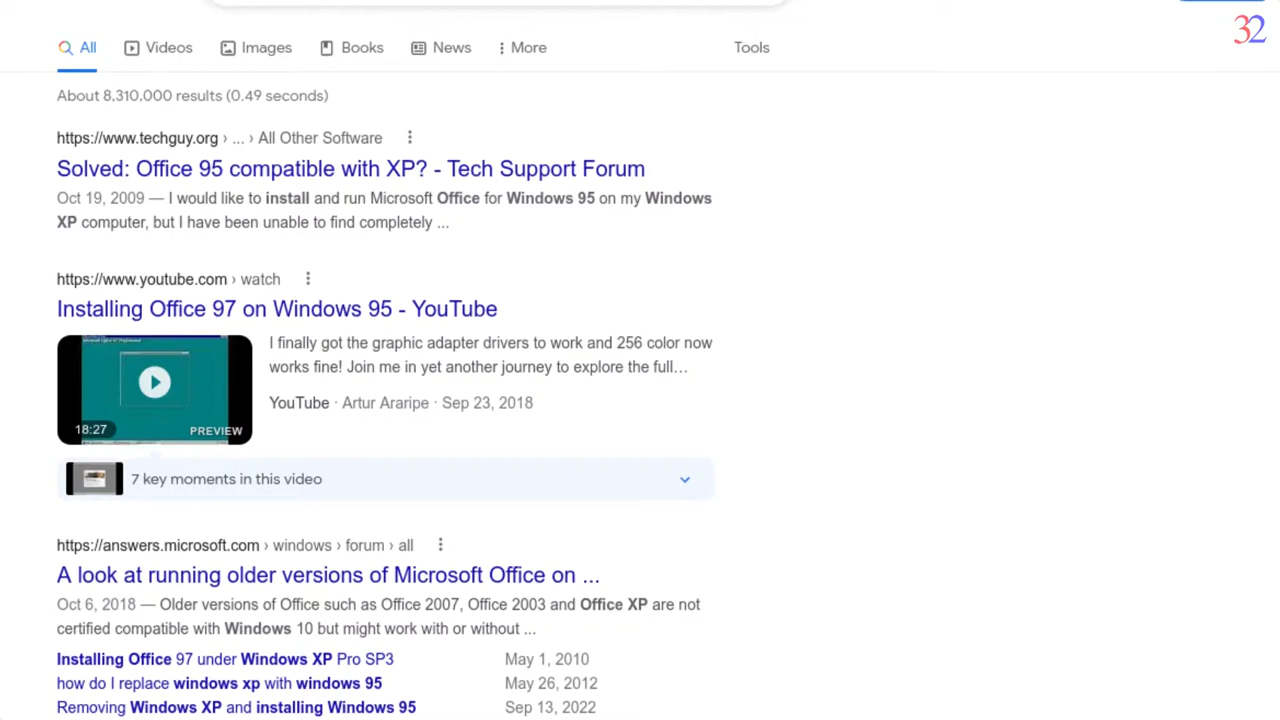 32
All Videos Images Books News More Tools
About 8,310,000 results (0.49 seconds)
https://www.techguy.org › ... › All Other Software
Solved: Office 95 compatible with XP? - Tech Support Forum
Oct 19, 2009 — I would like to install and run Microsoft Office for Windows 95 on my Windows
XP computer, but I have been unable to find completely ...
https://www.youtube.com › watch
Installing Office 97 on Windows 95 - YouTube
I finally got the graphic adapter drivers to work and 256 color now
works fine! Join me in yet another journey to explore the full…
YouTube · Artur Araripe · Sep 23, 2018
18:27 PREVIEW
7 key moments in this video
https://answers.microsoft.com › windows › forum › all
A look at running older versions of Microsoft Office on ...
Oct 6, 2018 — Older versions of Office such as Office 2007, Office 2003 and Office XP are not
certified compatible with Windows 10 but might work with or without ...
Installing Office 97 under Windows XP Pro SP3 May 1, 2010
how do I replace windows xp with windows 95 May 26, 2012
Removing Windows XP and installing Windows 95 Sep 13, 2022